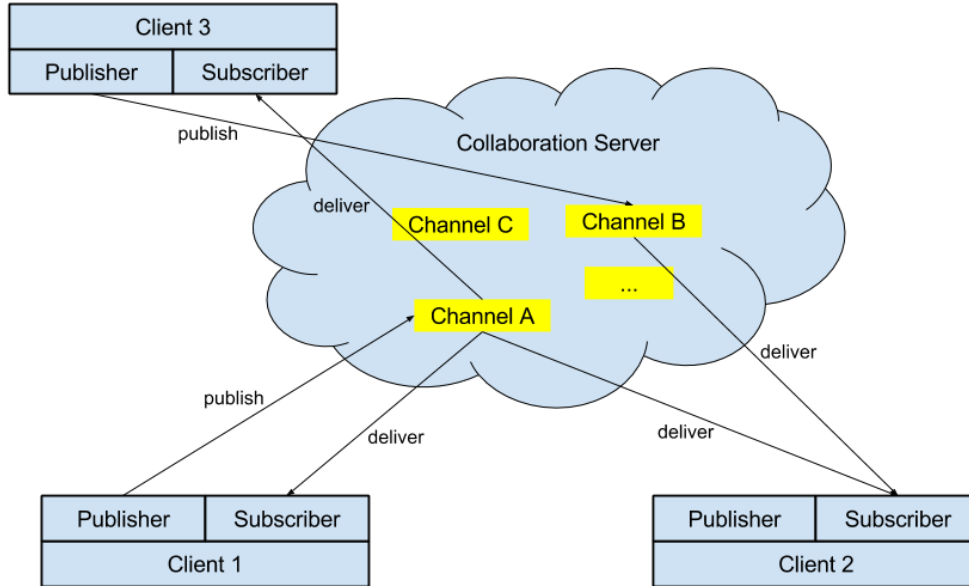 Client 3
Publisher Subscriber
publish
Collaboration Server
deliver
Channel C
Channel B
...
Channel A
deliver
publish
deliver
deliver
Publisher Subscriber
Client 1
Publisher Subscriber
Client 2